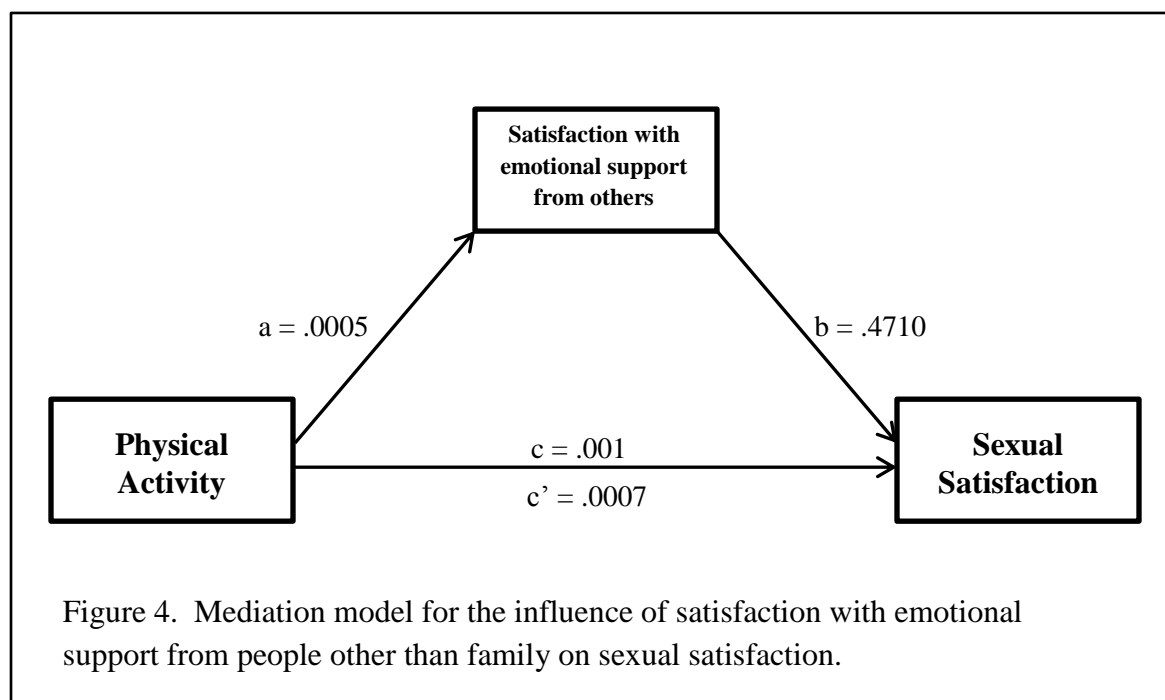 Satisfaction with
emotional support
from others
a = .0005
b = .4710
Physical
Activity
c = .001
c’ = .0007
Sexual
Satisfaction
Figure 4.  Mediation model for the influence of satisfaction with emotional
support from people other than family on sexual satisfaction.